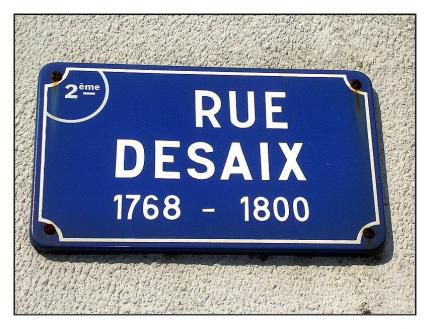 2ème
RUE
DESAIX
1768 - 1800